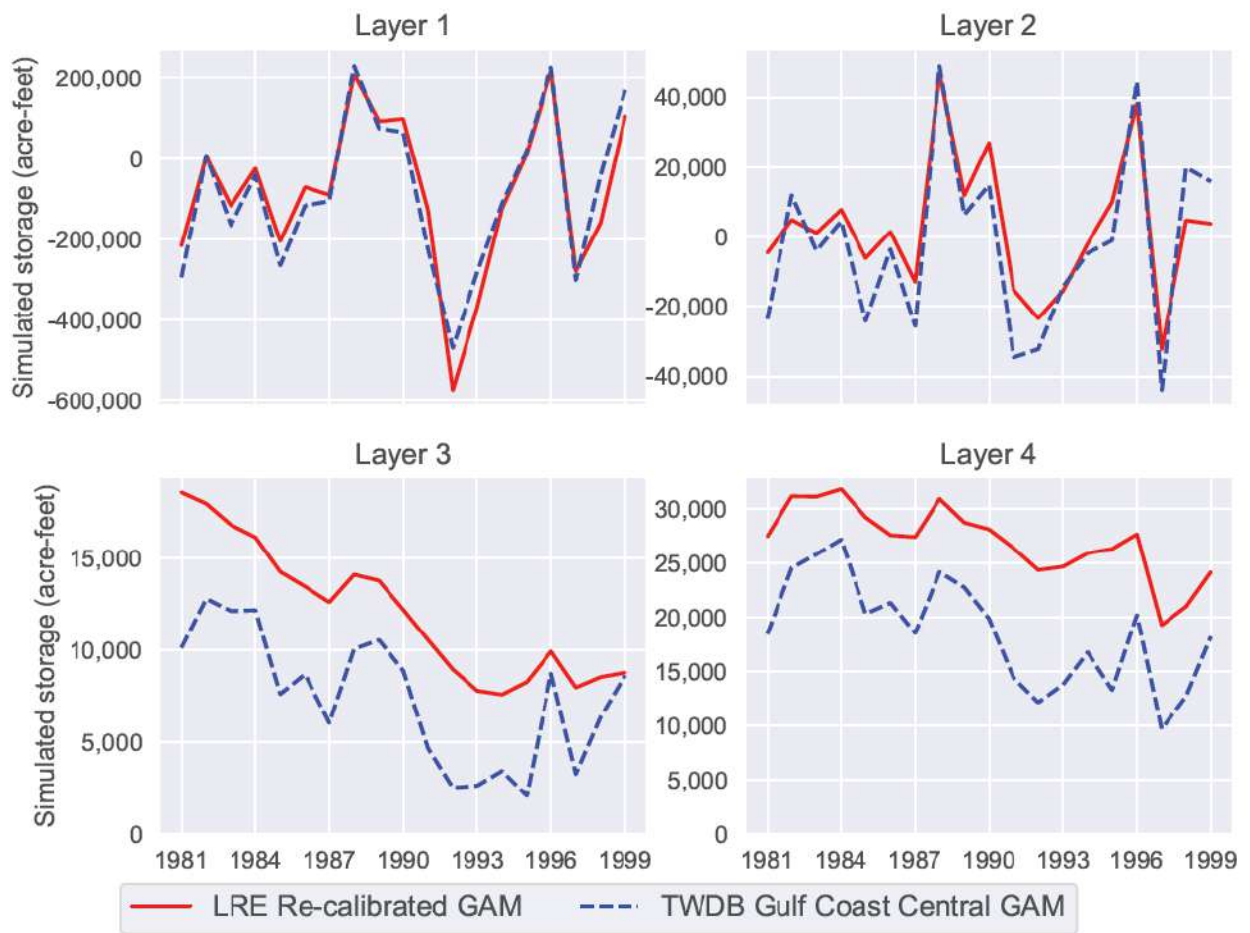 Layer 1
Layer 2
Simulated storage (acre-feet)
200,000
0
-200,000
-400,000
-600,000
40,000
20,000
0
-20,000
-40,000
Layer 3
Layer 4
Simulated storage (acre-feet)
15,000
10,000
5,000
0
30,000
25,000
20,000
15,000
10,000
5,000
0
1981 1984 1987 1990 1993 1996 1999
1981 1984 1987 1990 1993 1996 1999
LRE Re-calibrated GAM TWDB Gulf Coast Central GAM